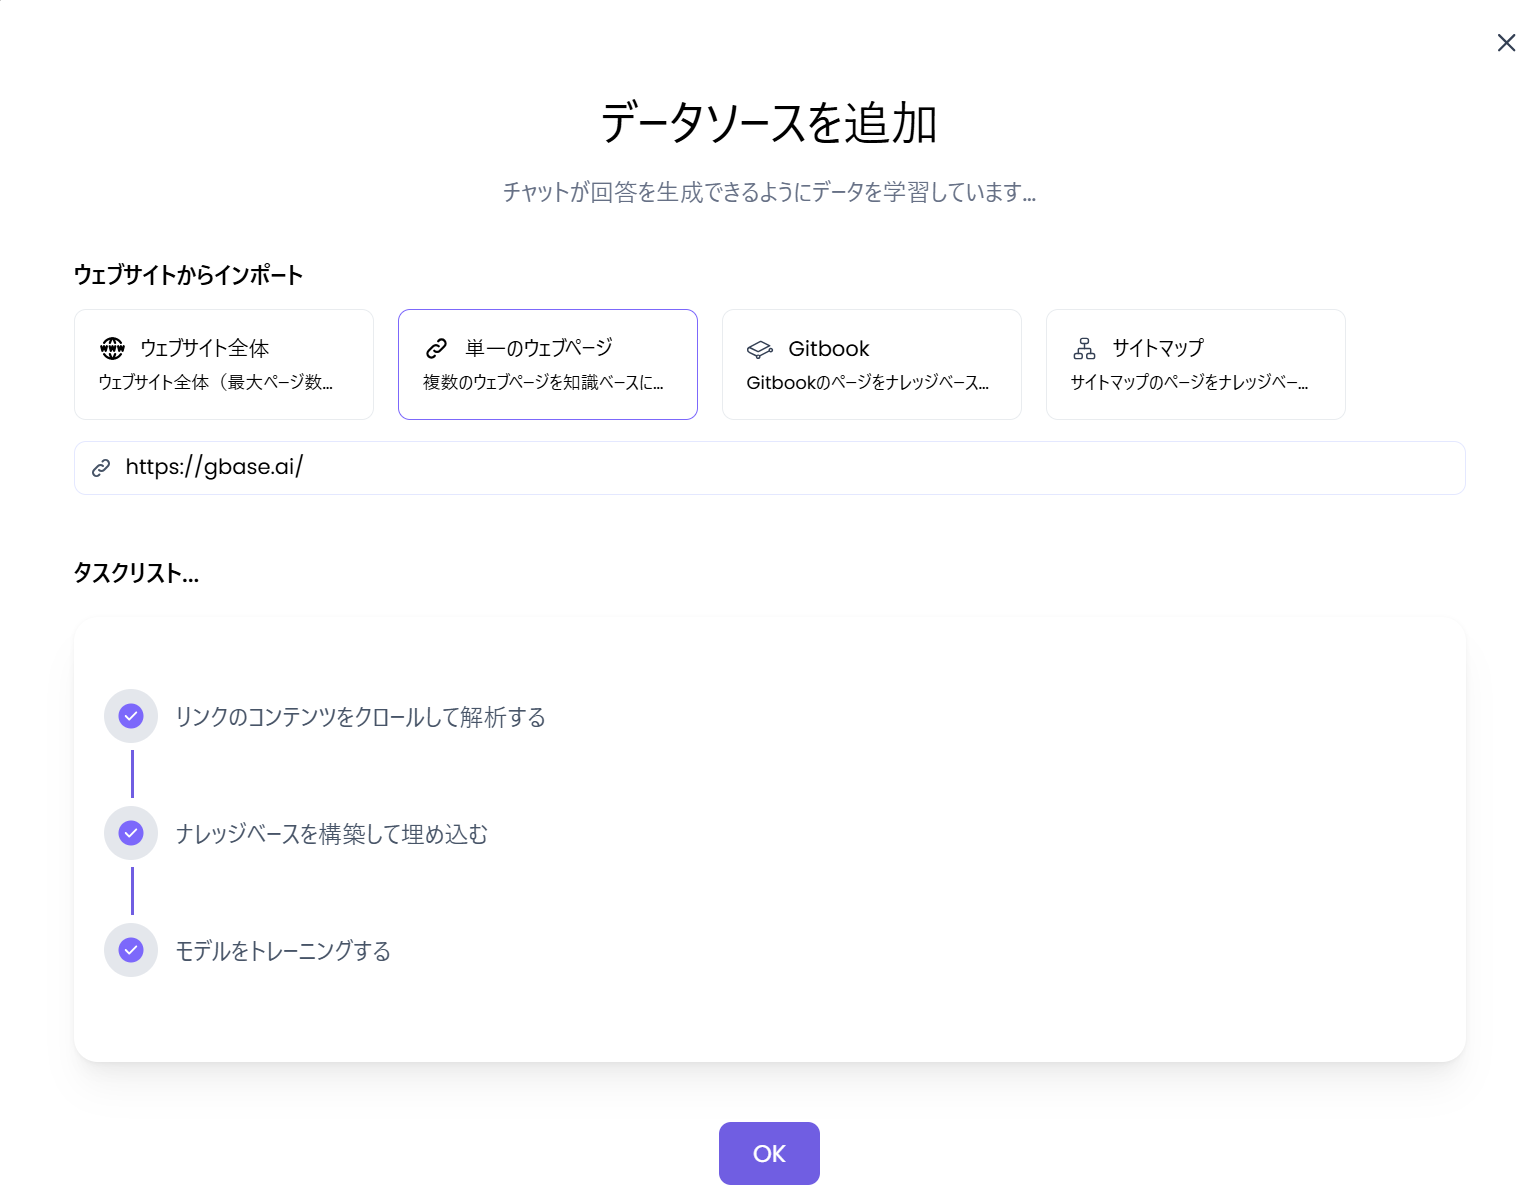 データソースを追加
チャットが回答を生成できるようにデータを学習しています...
ウェブサイトからインポート
ウェブサイト全体
ウェブサイト全体（最大ページ数...
単一のウェブページ
複数のウェブページを知識ベースに...
Gitbook
Gitbookのページをナレッジベース...
サイトマップ
サイトマップのページをナレッジベー...
https://gbase.ai/
タスクリスト...
リンクのコンテンツをクロールして解析する
ナレッジベースを構築して埋め込む
モデルをトレーニングする
OK